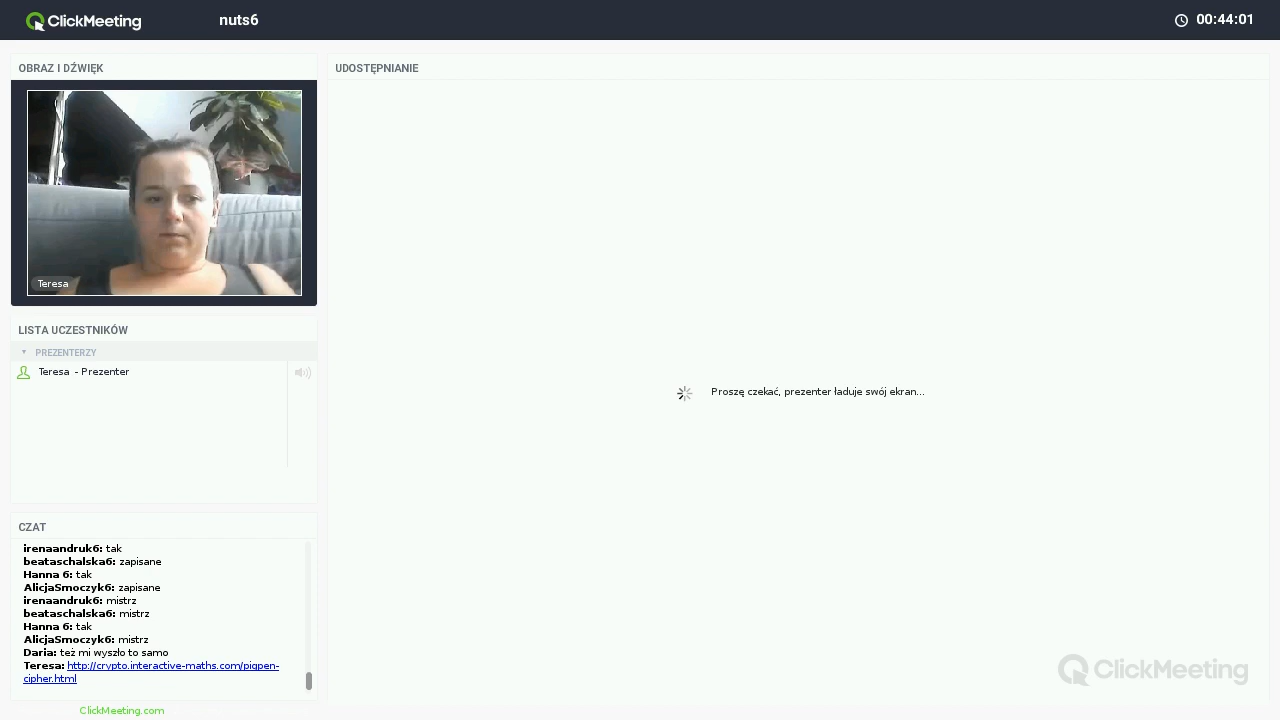 ClickMeeting
nuts6
00:44:01
OBRAZ I DŹWIĘK
Teresa
LISTA UCZESTNIKÓW
PREZENTERZY
Teresa - Prezenter
CZAT
irenaandruk6: tak
beataschalska6: zapisane
Hanna 6: tak
AlicjaSmoczyk6: zapisane
irenaandruk6: mistrz
beataschalska6: mistrz
Hanna 6: tak
AlicjaSmoczyk6: mistrz
Daria: też mi wyszło to samo
Teresa: http://crypto.interactive-maths.com/pigpen-
cipher.html
ClickMeeting.com
UDOSTĘPNIANIE
Proszę czekać, prezenter ładuje swój ekran...
ClickMeeting